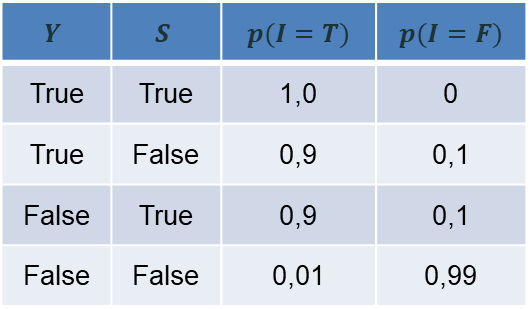 Y S p(I = T) p(I = F)
True True 1,0 0
True False 0,9 0,1
False True 0,9 0,1
False False 0,01 0,99